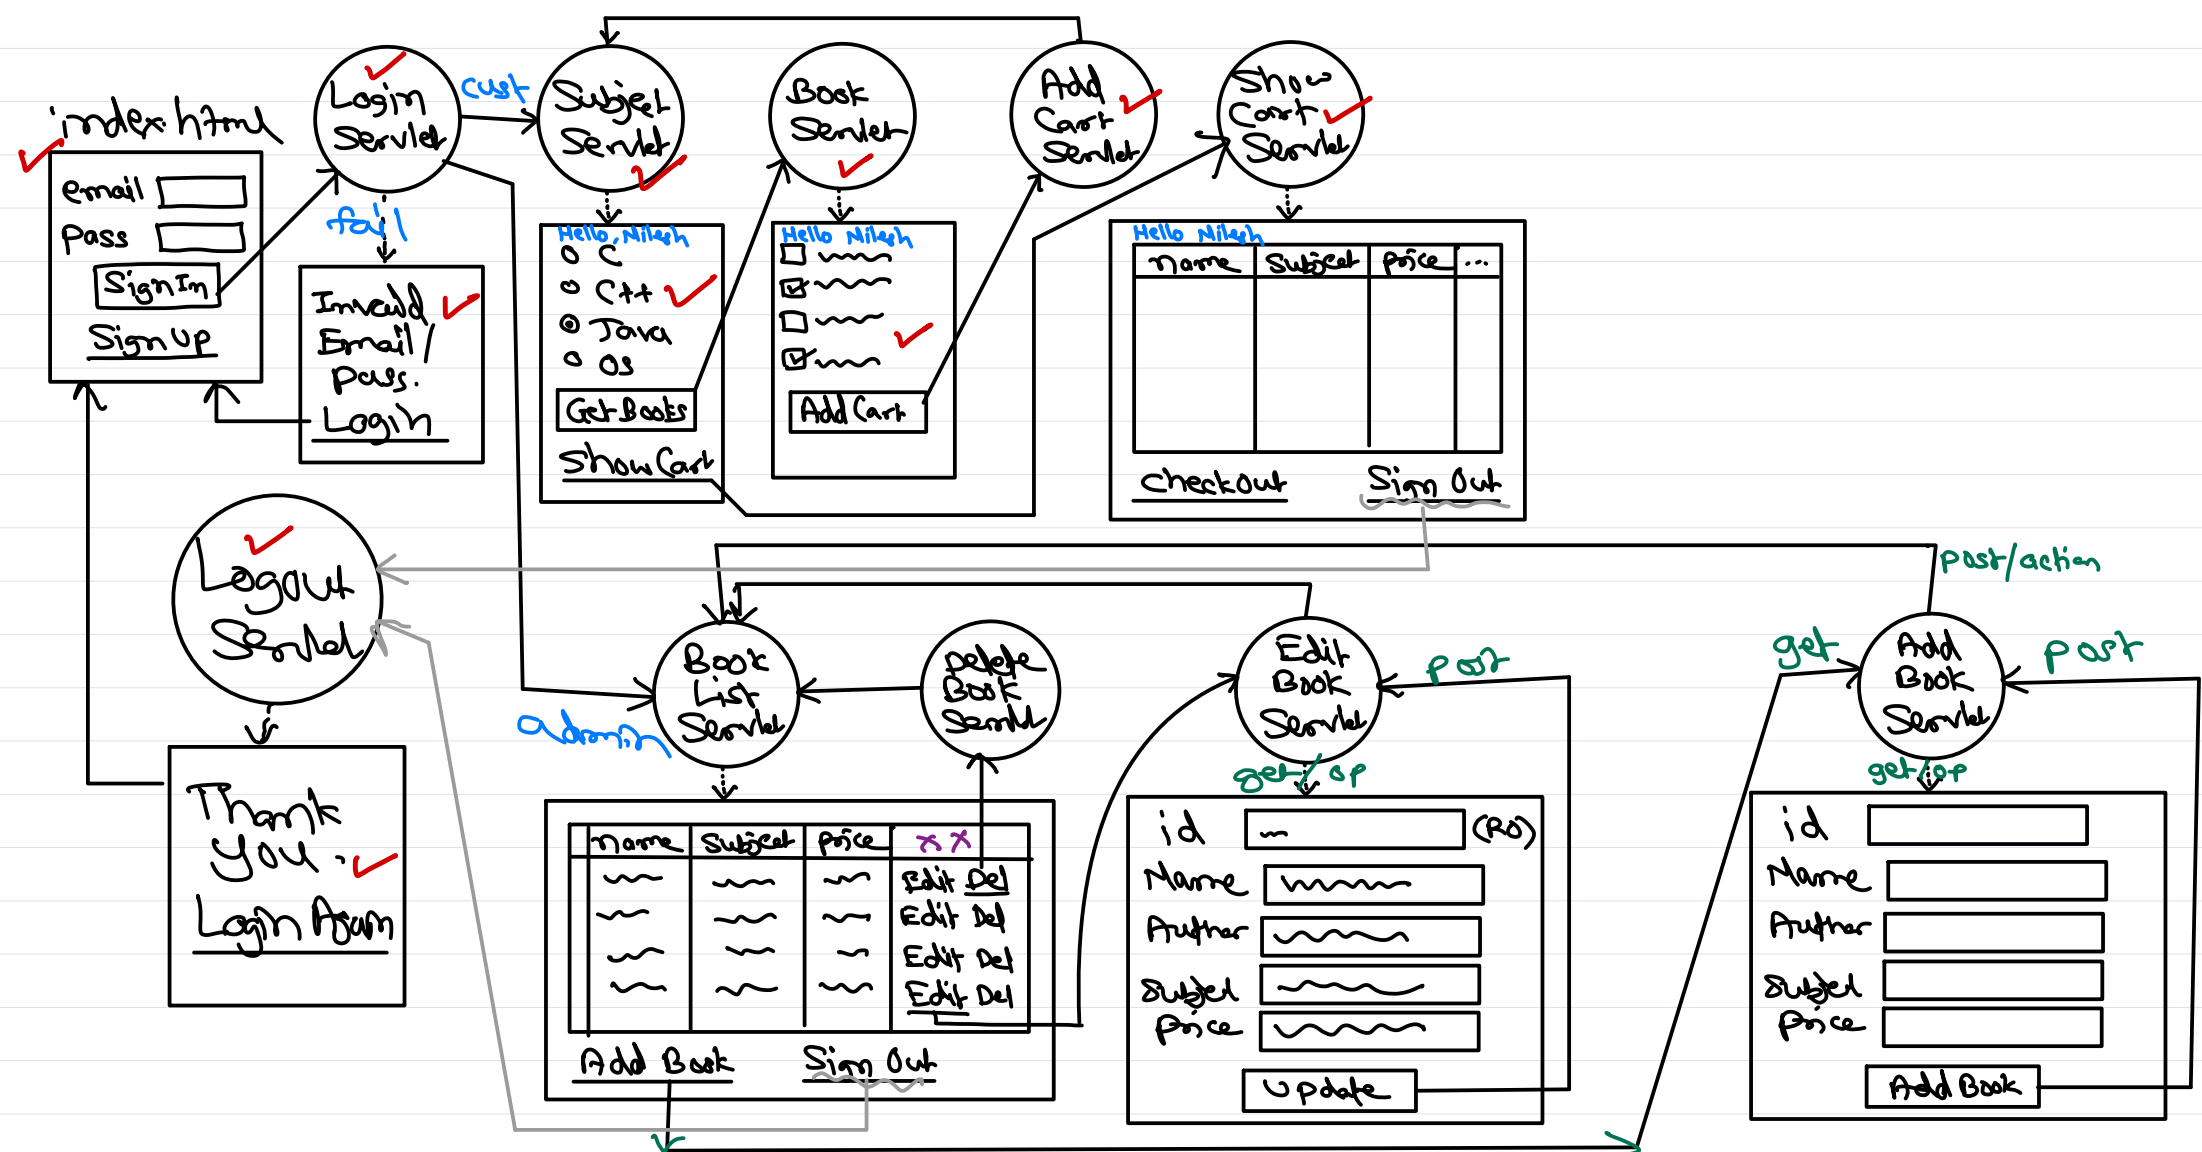 index.html
email
Pass
Sign In
Sign Up
Login
Servlet
fail
Invalid
Email/
Pass.
Login
cust
Subject
Servlet
Hello, Nilesh
C
C++
Java
OS
Get Books
Show Cart
Book
Servlet
Hello Nilesh
Add Cart
Add
Cart
Servlet
Show
Cart
Servlet
Hello Nilesh
name Subject Price ...
Checkout Sign Out
Logout
Servlet
Thank
You.
Login Again
admin
Book
List
Servlet
name Subject Price xx
Edit Del
Edit Del
Edit Del
Edit Del
Add Book Sign Out
Delete
Book
Servlet
Edit
Book
Servlet
post
get/op
id (RO)
Name
Author
Subject
Price
Update
post/action
get
Add
Book
Servlet
post
get/op
id
Name
Author
Subject
Price
Add Book